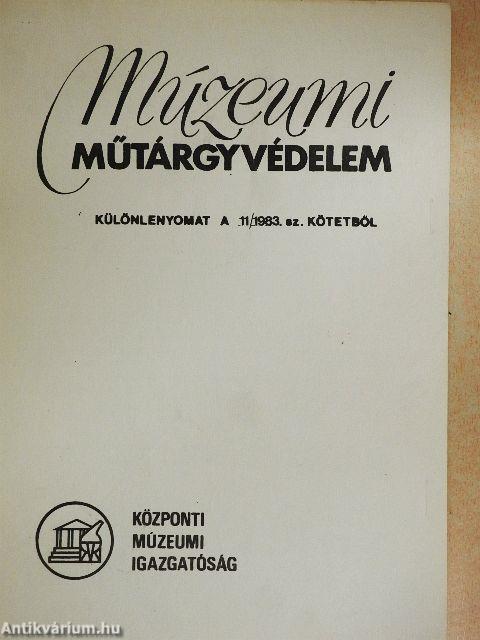 Múzeumi
MŰTÁRGYVÉDELEM
KÜLÖNLENYOMAT A 11/1983. sz. KÖTETBŐL
KÖZPONTI
MÚZEUMI
IGAZGATÓSÁG
Antikvárium.hu